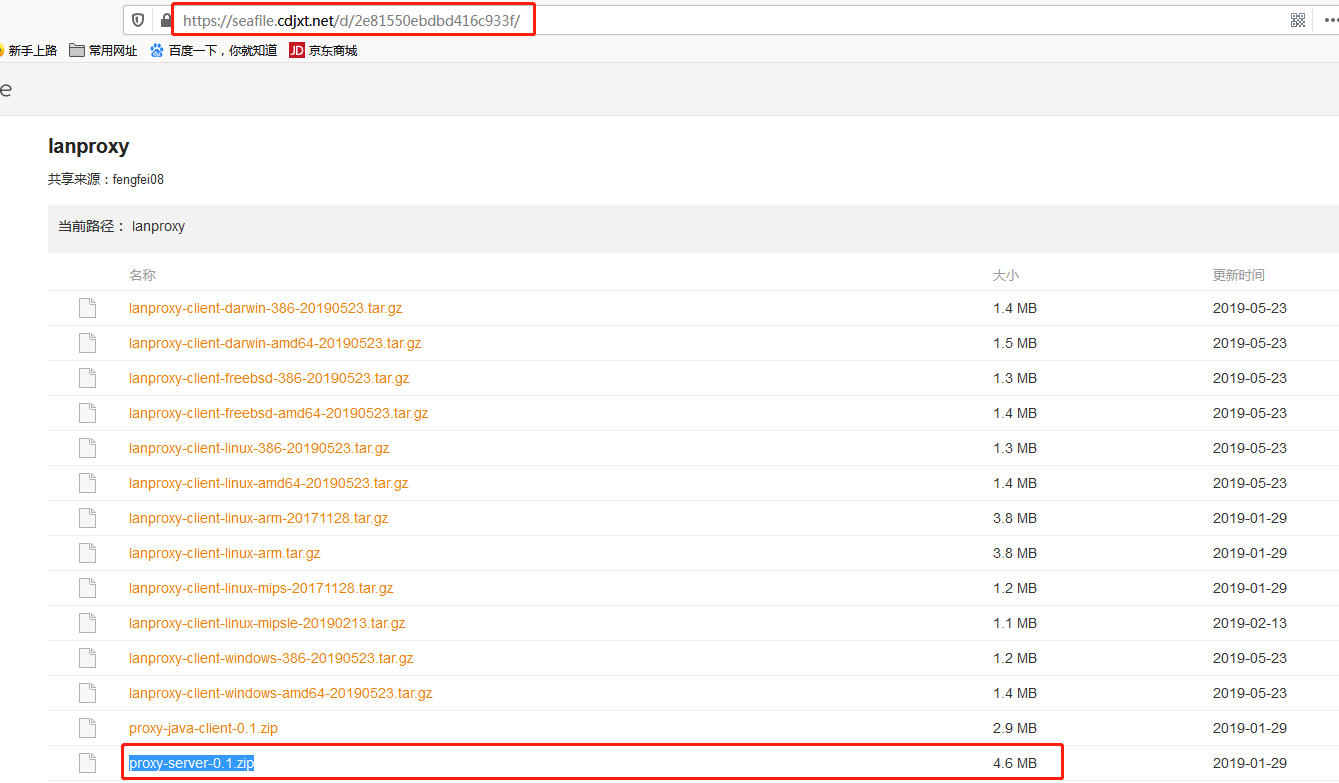 https://seafile.cdjxt.net/d/2e81550ebdbd416c933f/
新手上路 常用网址 百度一下，你就知道 JD 京东商城
e
lanproxy
共享来源：fengfei08
当前路径： lanproxy
名称 大小 更新时间
lanproxy-client-darwin-386-20190523.tar.gz 1.4 MB 2019-05-23
lanproxy-client-darwin-amd64-20190523.tar.gz 1.5 MB 2019-05-23
lanproxy-client-freebsd-386-20190523.tar.gz 1.3 MB 2019-05-23
lanproxy-client-freebsd-amd64-20190523.tar.gz 1.4 MB 2019-05-23
lanproxy-client-linux-386-20190523.tar.gz 1.3 MB 2019-05-23
lanproxy-client-linux-amd64-20190523.tar.gz 1.4 MB 2019-05-23
lanproxy-client-linux-arm-20171128.tar.gz 3.8 MB 2019-01-29
lanproxy-client-linux-arm.tar.gz 3.8 MB 2019-01-29
lanproxy-client-linux-mips-20171128.tar.gz 1.2 MB 2019-01-29
lanproxy-client-linux-mipsle-20190213.tar.gz 1.1 MB 2019-02-13
lanproxy-client-windows-386-20190523.tar.gz 1.2 MB 2019-05-23
lanproxy-client-windows-amd64-20190523.tar.gz 1.4 MB 2019-05-23
proxy-java-client-0.1.zip 2.9 MB 2019-01-29
proxy-server-0.1.zip 4.6 MB 2019-01-29